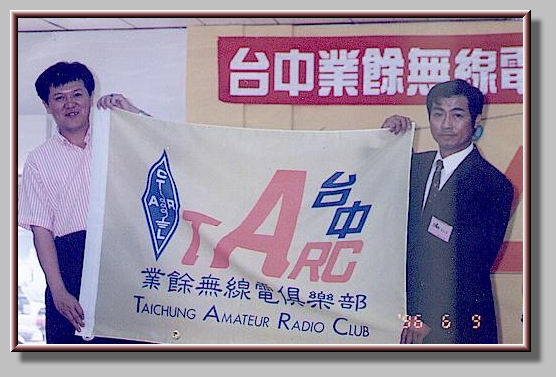 台中業餘無線電
台中
TARC
業餘無線電俱樂部
TAICHUNG AMATEUR RADIO CLUB
'96 6 9